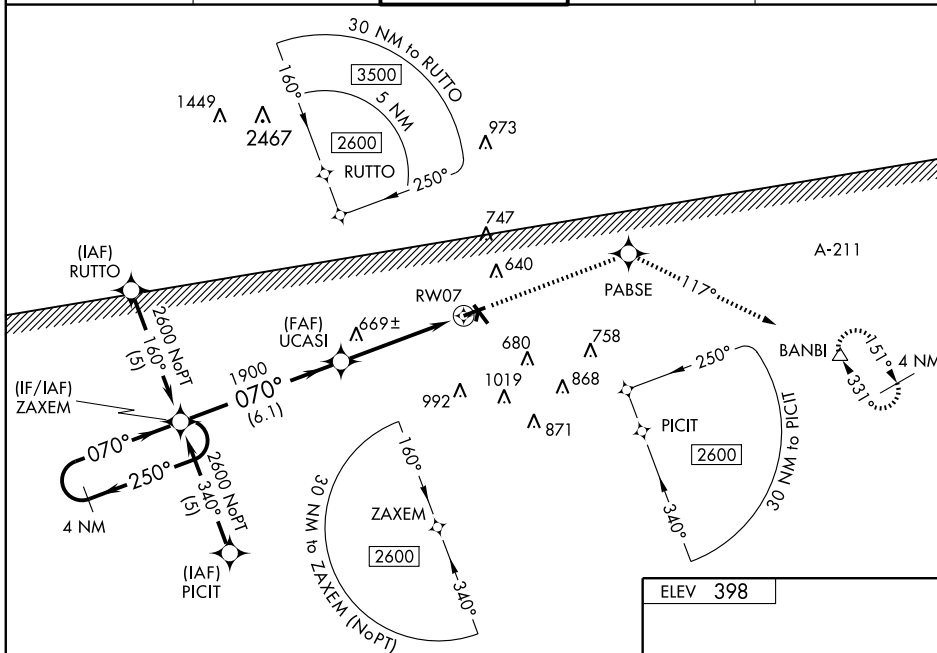 30 NM to RUTTO
160°
3500
5 NM
1449
2467
2600
973
RUTTO
250°
747
(IAF)
RUTTO
640
A-211
RW07
PABSE
117°
2600 NoPT
160°
(5)
(FAF)
UCASI
669±
680
758
BANBI
151°
4 NM
331°
1900
070°
(6.1)
(IF/IAF)
ZAXEM
992
1019
868
871
250°
PICIT
2600
30 NM to PICIT
340°
070°
250°
4 NM
2600 NoPT
340°
(5)
(IAF)
PICIT
160°
ZAXEM
2600
340°
30 NM to ZAXEM (NoPT)
ELEV 398